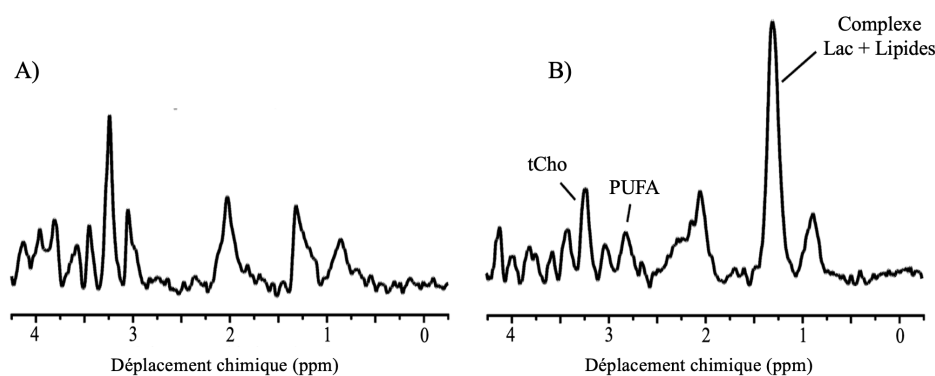 A)
4 3 2 1 0
Déplacement chimique (ppm)
B)
Complexe
Lac + Lipides
tCho
PUFA
4 3 2 1 0
Déplacement chimique (ppm)